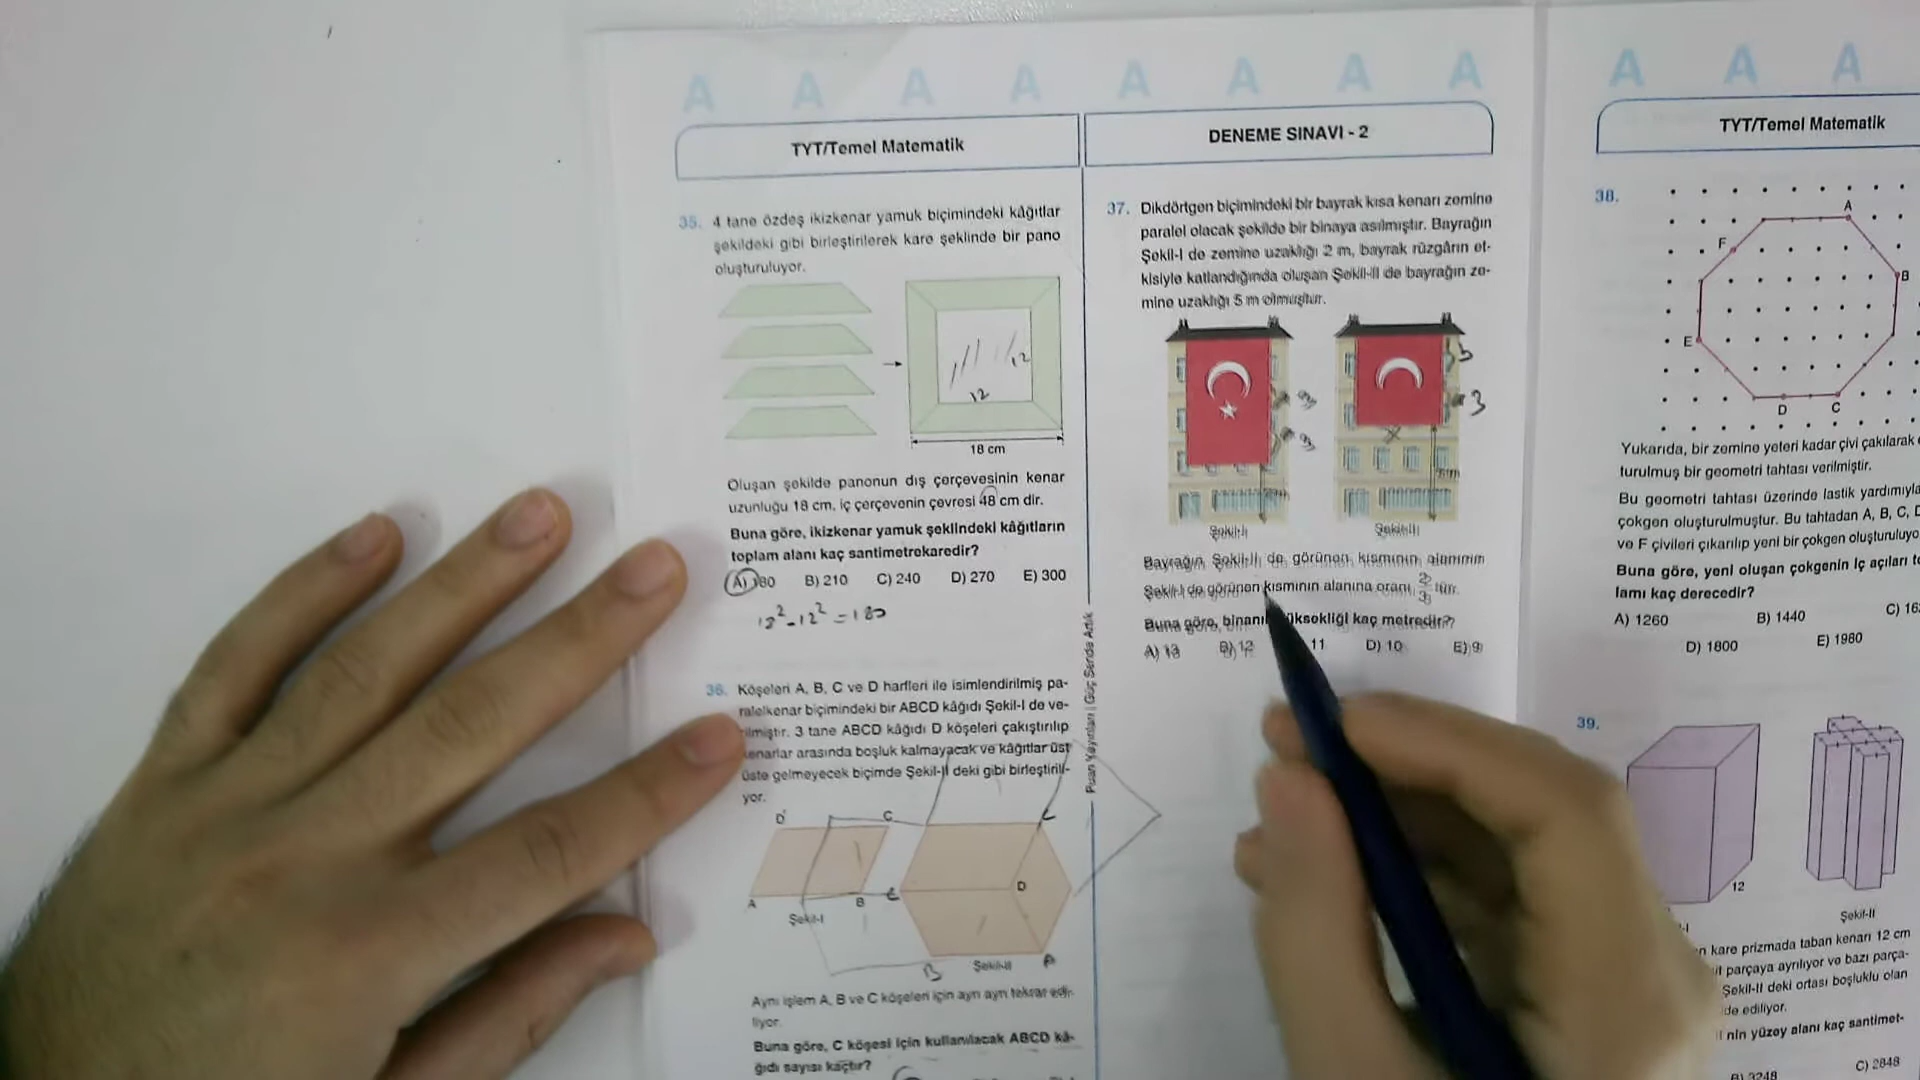 A A A A A A A A
TYT/Temel Matematik
35. 4 tane özdeş ikizkenar yamuk biçimindeki kâğıtlar
şekildeki gibi birleştirilerek kare şeklinde bir pano
oluşturuluyor.
12
12
18 cm
Oluşan şekilde panonun dış çerçevesinin kenar
uzunluğu 18 cm, iç çerçevenin çevresi 48 cm dir.
Buna göre, ikizkenar yamuk şeklindeki kâğıtların
toplam alanı kaç santimetrekaredir?
A) 180 B) 210 C) 240 D) 270 E) 300
18² - 12² = 180
36. Köşeleri A, B, C ve D harfleri ile isimlendirilmiş pa-
ralelkenar biçimindeki bir ABCD kâğıdı Şekil-I de ve-
rilmiştir. 3 tane ABCD kâğıdı D köşeleri çakıştırılıp
kenarlar arasında boşluk kalmayacak ve kâğıtlar üst
üste gelmeyecek biçimde Şekil-II deki gibi birleştirili-
yor.
D C A B
Şekil-I
C C D B A
Şekil-II
Aynı işlem A, B ve C köşeleri için ayrı ayrı tekrar edi-
liyor.
Buna göre, C köşesi için kullanılacak ABCD kâ-
ğıdı sayısı kaçtır?
Puan Yayınları | Güç Sende Artık
DENEME SINAVI - 2
37. Dikdörtgen biçimindeki bir bayrak kısa kenarı zemine
paralel olacak şekilde bir binaya asılmıştır. Bayrağın
Şekil-I de zemine uzaklığı 2 m, bayrak rüzgârın et-
kisiyle katlandığında oluşan Şekil-II de bayrağın ze-
mine uzaklığı 5 m olmuştur.
3
x
Şekil-I
Şekil-II
Bayrağın Şekil-II de görünen kısmının alanının
Şekil-I de görünen kısmının alanına oranı 2/3 tür.
Buna göre, kaç metredir?
A) 13 B) 12 11 D) 10 E) 9
TYT/Temel Matematik
38.
A
F
B
E
D C
Yukarıda, bir zemine yeteri kadar çivi çakılarak
turulmuş bir geometri tahtası verilmiştir.
Bu geometri tahtası üzerinde lastik yardımıyla
çokgen oluşturulmuştur. Bu tahtadan A, B, C, D
ve F çivileri çıkarılıp yeni bir çokgen oluşturuluyo
Buna göre, yeni oluşan çokgenin iç açıları to
lamı kaç derecedir?
A) 1260 B) 1440 C) 16
D) 1800 E) 1980
39.
12
Şekil-II
kare prizmada taban kenarı 12 cm
parçaya ayrılıyor ve bazı parça-
Şekil-II deki ortası boşluklu olan
ediliyor.
nin yüzey alanı kaç santimet-
B) 3248 C) 2848